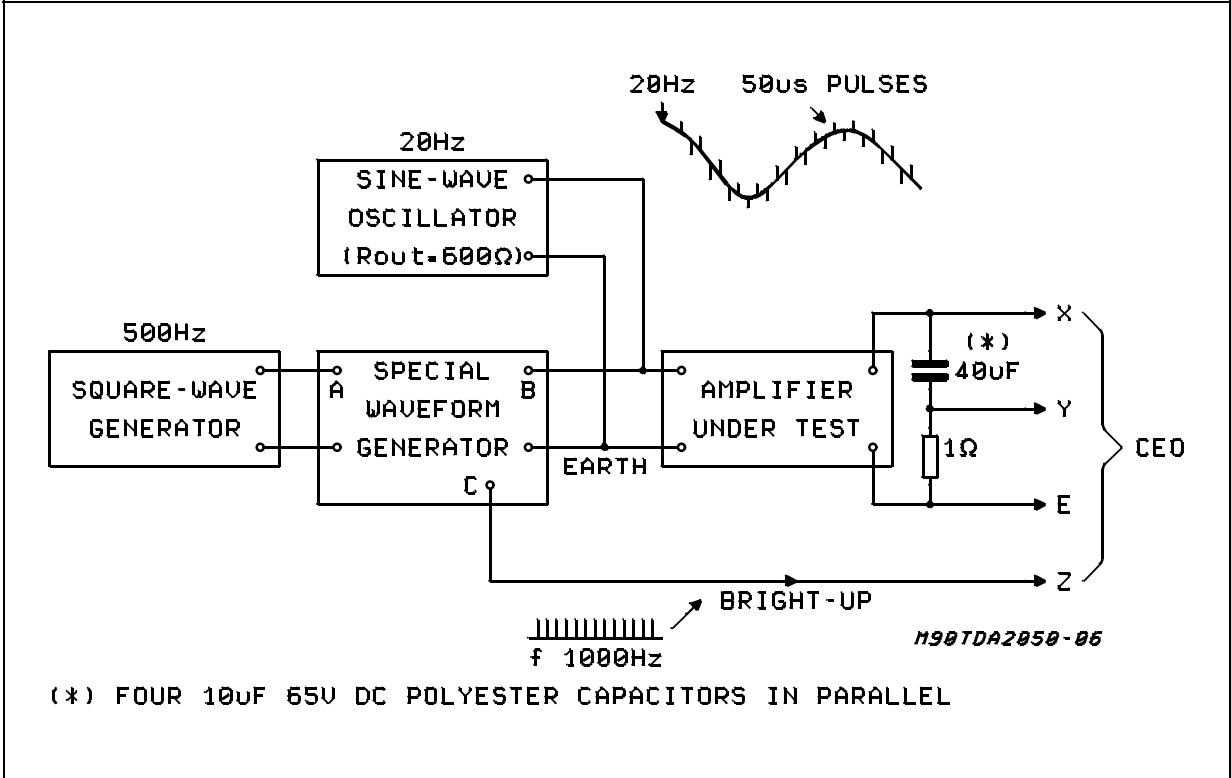 20Hz 50us PULSES
20Hz
SINE-WAVE
OSCILLATOR
(Rout=600Ω)
500Hz
SQUARE-WAVE
GENERATOR
A
SPECIAL
WAVEFORM
GENERATOR
B
C
EARTH
AMPLIFIER
UNDER TEST
(*)
40uF
1Ω
X
Y
E
Z
CEO
BRIGHT-UP
f 1000Hz
M90TDA2050-06
(*) FOUR 10uF 65V DC POLYESTER CAPACITORS IN PARALLEL